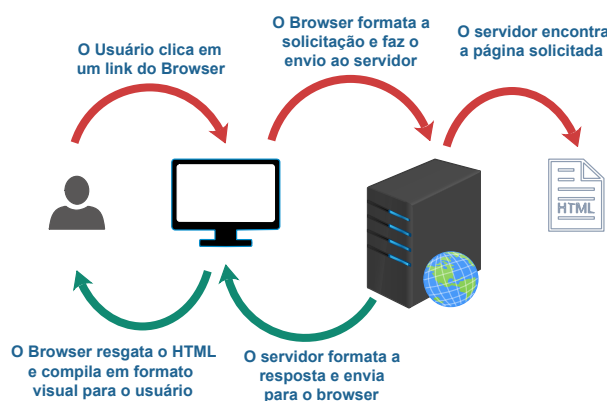 O Usuário clica em
um link do Browser
O Browser formata a
solicitação e faz o
envio ao servidor
O servidor encontra
a página solicitada
HTML
O Browser resgata o HTML
e compila em formato
visual para o usuário
O servidor formata a
resposta e envia
para o browser